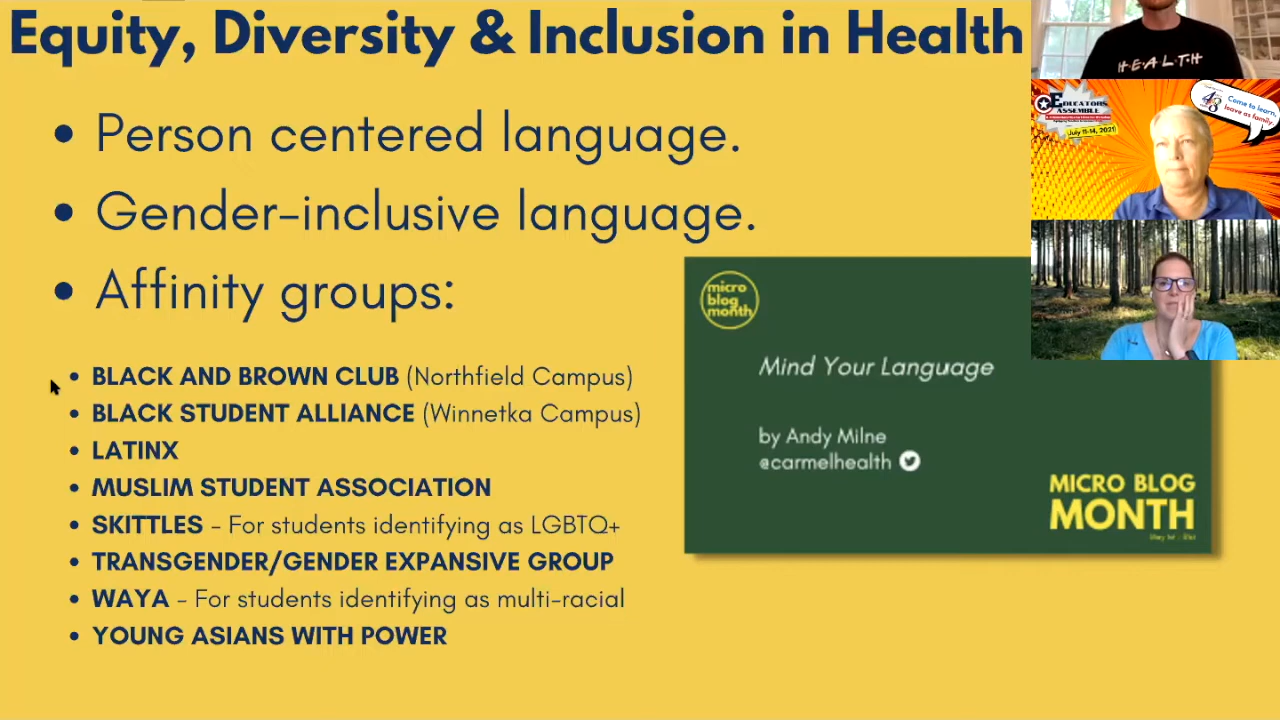 Equity, Diversity & Inclusion in Health
• Person centered language.
• Gender-inclusive language.
• Affinity groups:
• BLACK AND BROWN CLUB (Northfield Campus)
• BLACK STUDENT ALLIANCE (Winnetka Campus)
• LATINX
• MUSLIM STUDENT ASSOCIATION
• SKITTLES - For students identifying as LGBTQ+
• TRANSGENDER/GENDER EXPANSIVE GROUP
• WAYA - For students identifying as multi-racial
• YOUNG ASIANS WITH POWER
micro
blog
month
Mind Your Language
by Andy Milne
@carmelhealth
MICRO BLOG
MONTH
H·E·A·L·T·H
EDUCATORS
ASSEMBLE
July 11-14, 2021
48
Come to learn,
leave as family